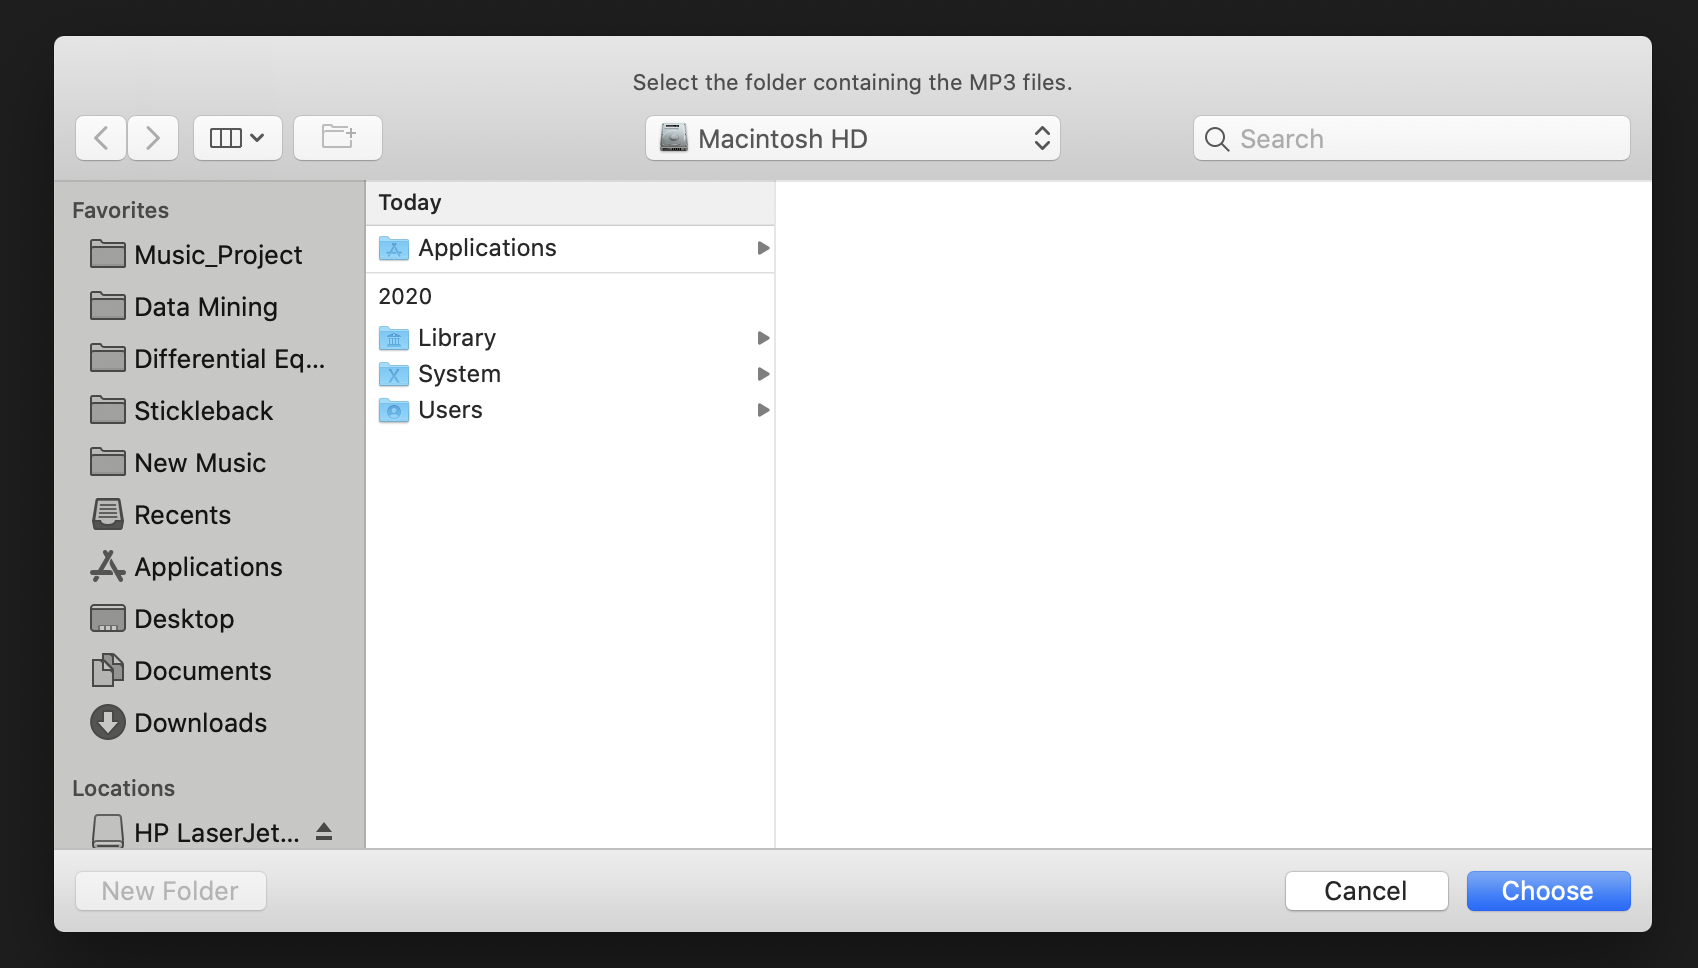 Select the folder containing the MP3 files.
Macintosh HD
Search
Favorites
Music_Project
Data Mining
Differential Eq...
Stickleback
New Music
Recents
Applications
Desktop
Documents
Downloads
Locations
HP LaserJet...
Today
Applications
2020
Library
System
Users
New Folder
Cancel
Choose